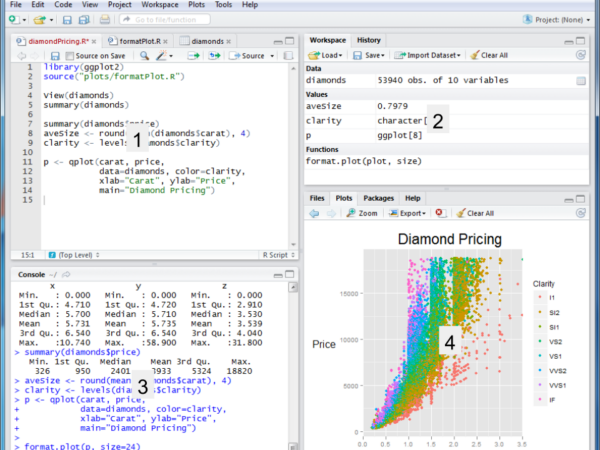 File Edit Code View Project Workspace Plots Tools Help
Go to file/function
Project: (None)
diamondPricing.R* formatPlot.R diamonds
Source on Save Source
1 library(ggplot2)
2 source("plots/formatPlot.R")
3
4 view(diamonds)
5 summary(diamonds)
6
7 summary(diamonds$price)
8 aveSize <- round( (diamonds$carat), 4)
9 clarity <- levels( $clarity)
10
11 p <- qplot(carat, price,
12 data=diamonds, color=clarity,
13 xlab="Carat", ylab="Price",
14 main="Diamond Pricing")
15
1
15:1 (Top Level) R Script
Console ~/
x y z
Min. : 0.000 Min. : 0.000 Min. : 0.000
1st Qu.: 4.710 1st Qu.: 4.720 1st Qu.: 2.910
Median : 5.700 Median : 5.710 Median : 3.530
Mean : 5.731 Mean : 5.735 Mean : 3.539
3rd Qu.: 6.540 3rd Qu.: 6.540 3rd Qu.: 4.040
Max. :10.740 Max. :58.900 Max. :31.800
> summary(diamonds$price)
Min. 1st Qu. Median Mean 3rd Qu. Max.
326 950 2401 3933 5324 18820
> aveSize <- round(mean( $carat), 4)
> clarity <- levels( $clarity)
> p <- qplot(carat, price,
+ data=diamonds, color=clarity,
+ xlab="Carat", ylab="Price",
+ main="Diamond Pricing")
>
> format.plot(p, size=24)
3
Workspace History
Load Save Import Dataset Clear All
Data
diamonds 53940 obs. of 10 variables
Values
aveSize 0.7979
clarity character[
p ggplot[8]
Functions
format.plot(plot, size)
2
Files Plots Packages Help
Zoom Export Clear All
Diamond Pricing
Price
15000
10000
5000
0
0.0 0.5 1.0 1.5 2.0 2.5 3.0 3.5
4
Clarity
I1
SI2
SI1
VS2
VS1
VVS2
VVS1
IF